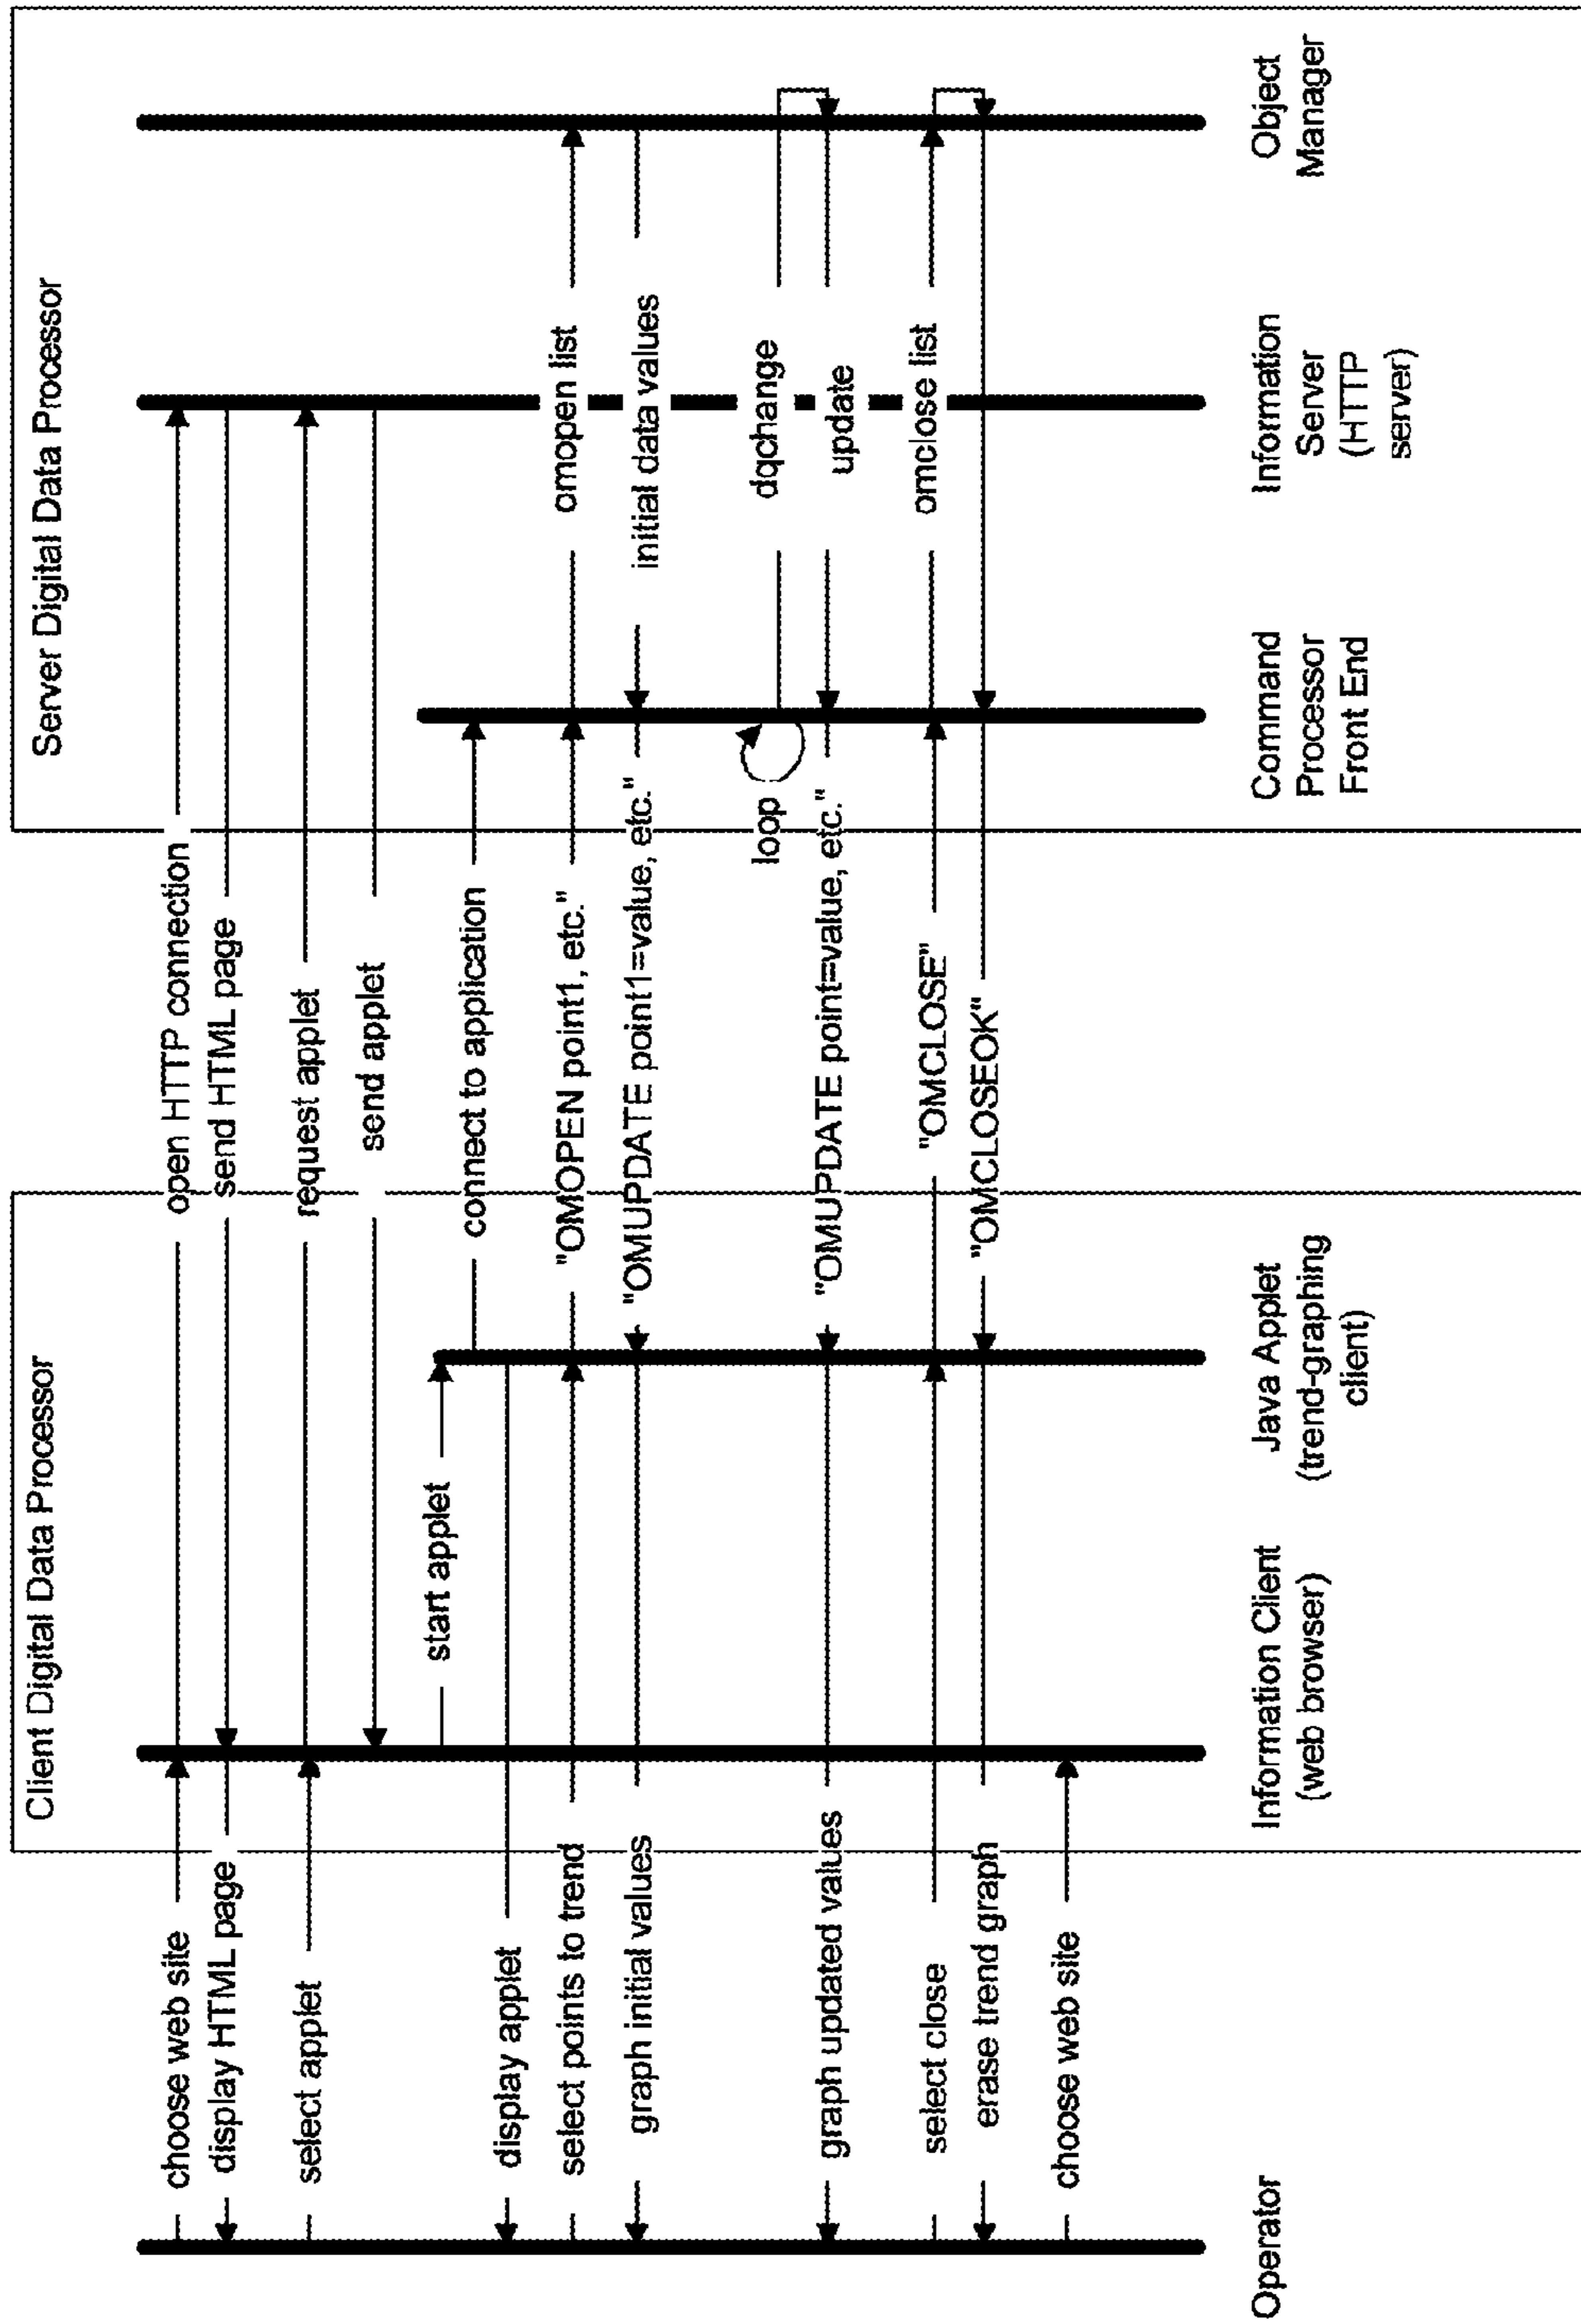 Client Digital Data Processor
Server Digital Data Processor
choose web site
open HTTP connection
display HTML page
send HTML page
select applet
request applet
send applet
start applet
connect to application
display applet
select points to trend
"OMOPEN point1, etc."
omopen list
graph initial values
"OMUPDATE point1=value, etc."
initial data values
loop
dqchange
graph updated values
"OMUPDATE point=value, etc."
update
select close
"OMCLOSE"
omclose list
erase trend graph
"OMCLOSEOK"
choose web site
Operator
Information Client
(web browser)
Java Applet
(trend-graphing
client)
Command
Processor
Front End
Information
Server
(HTTP
server)
Object
Manager